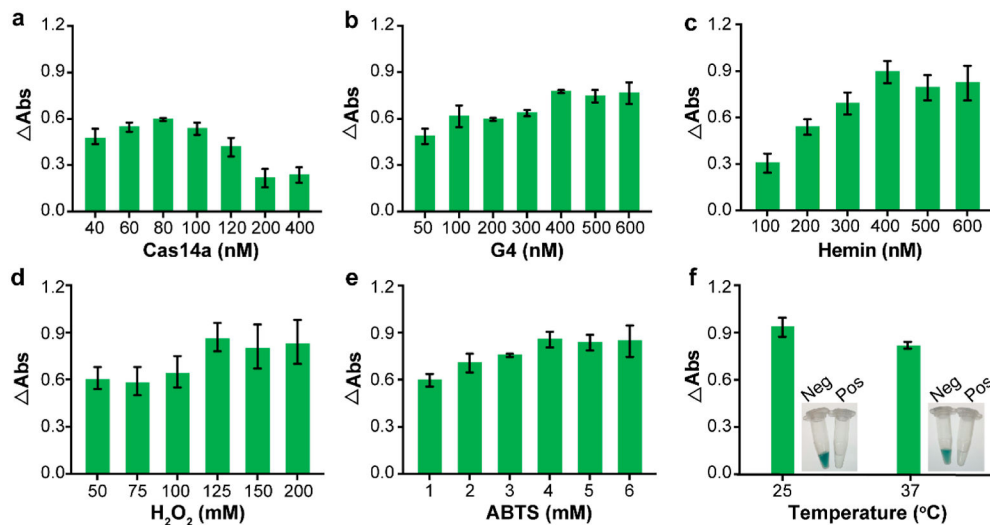 a
1.2
0.9
0.6
0.3
0.0
△Abs
40 60 80 100 120 200 400
Cas14a (nM)
b
1.2
0.9
0.6
0.3
0.0
△Abs
50 100 200 300 400 500 600
G4 (nM)
c
1.2
0.9
0.6
0.3
0.0
△Abs
100 200 300 400 500 600
Hemin (nM)
d
1.2
0.9
0.6
0.3
0.0
△Abs
50 75 100 125 150 200
H₂O₂ (mM)
e
1.2
0.9
0.6
0.3
0.0
△Abs
1 2 3 4 5 6
ABTS (mM)
f
1.2
0.9
0.6
0.3
0.0
△Abs
Neg Pos
Neg Pos
25 37
Temperature (°C)